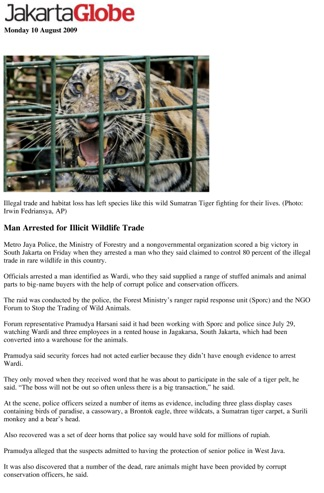 JakartaGlobe
Monday 10 August 2009
Illegal trade and habitat loss has left species like this wild Sumatran Tiger fighting for their lives. (Photo:
Irwin Fedriansya, AP)
Man Arrested for Illicit Wildlife Trade
Metro Jaya Police, the Ministry of Forestry and a nongovernmental organization scored a big victory in
South Jakarta on Friday when they arrested a man who they said claimed to control 80 percent of the illegal
trade in rare wildlife in this country.
Officials arrested a man identified as Wardi, who they said supplied a range of stuffed animals and animal
parts to big-name buyers with the help of corrupt police and conservation officers.
The raid was conducted by the police, the Forest Ministry's ranger rapid response unit (Sporc) and the NGO
Forum to Stop the Trading of Wild Animals.
Forum representative Pramudya Harsani said it had been working with Sporc and police since July 29,
watching Wardi and three employees in a rented house in Jagakarsa, South Jakarta, which had been
converted into a warehouse for the animals.
Pramudya said security forces had not acted earlier because they didn't have enough evidence to arrest
Wardi.
They only moved when they received word that he was about to participate in the sale of a tiger pelt, he
said. "The boss will not be out so often unless there is a big transaction," he said.
At the scene, police officers seized a number of items as evidence, including three glass display cases
containing birds of paradise, a cassowary, a Brontok eagle, three wildcats, a Sumatran tiger carpet, a Surili
monkey and a bear's head.
Also recovered was a set of deer horns that police say would have sold for millions of rupiah.
Pramudya alleged that the suspects admitted to having the protection of senior police in West Java.
It was also discovered that a number of the dead, rare animals might have been provided by corrupt
conservation officers, he said.